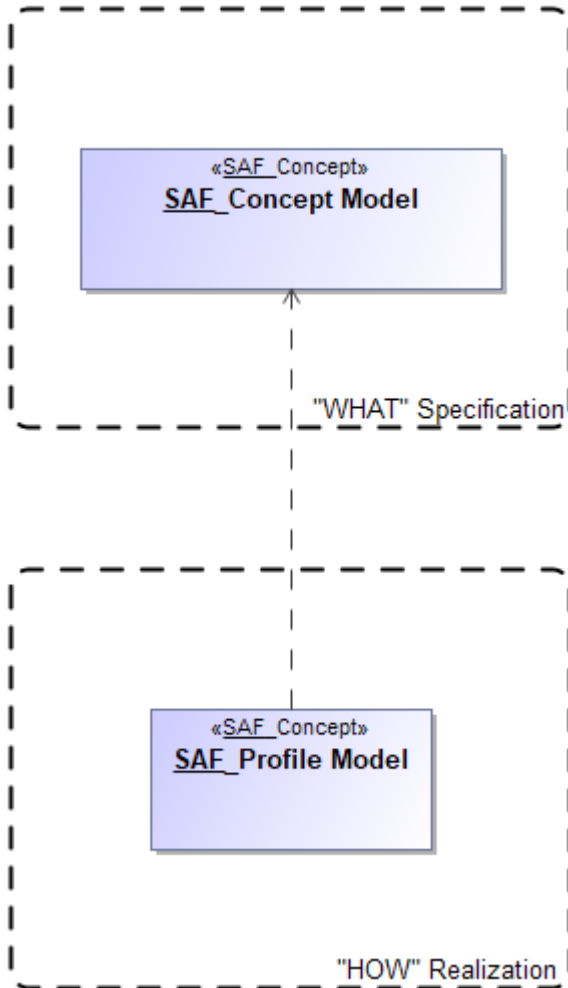 «SAF_Concept»
SAF_Concept Model
"WHAT" Specification
«SAF_Concept»
SAF_Profile Model
"HOW" Realization